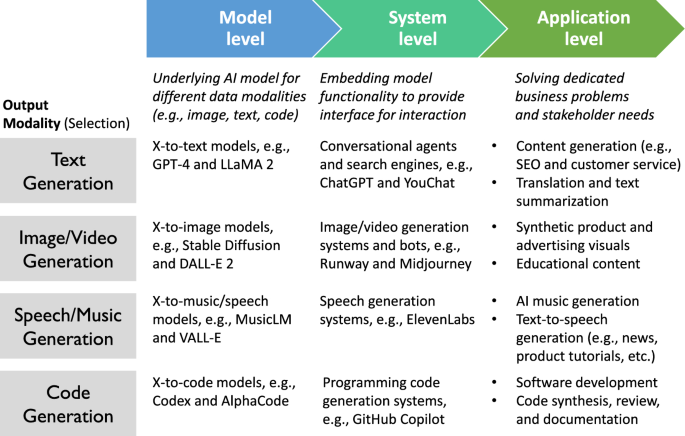 Model
level
System
level
Application
level
Output
Modality (Selection)
Underlying AI model for
different data modalities
(e.g., image, text, code)
Embedding model
functionality to provide
interface for interaction
Solving dedicated
business problems
and stakeholder needs
Text
Generation
X-to-text models, e.g.,
GPT-4 and LLaMA 2
Conversational agents
and search engines, e.g.,
ChatGPT and YouChat
• Content generation (e.g.,
SEO and customer service)
• Translation and text
summarization
Image/Video
Generation
X-to-image models,
e.g., Stable Diffusion
and DALL-E 2
Image/video generation
systems and bots, e.g.,
Runway and Midjourney
• Synthetic product and
advertising visuals
• Educational content
Speech/Music
Generation
X-to-music/speech
models, e.g., MusicLM
and VALL-E
Speech generation
systems, e.g., ElevenLabs
• AI music generation
• Text-to-speech
generation (e.g., news,
product tutorials, etc.)
Code
Generation
X-to-code models, e.g.,
Codex and AlphaCode
Programming code
generation systems,
e.g., GitHub Copilot
• Software development
• Code synthesis, review,
and documentation